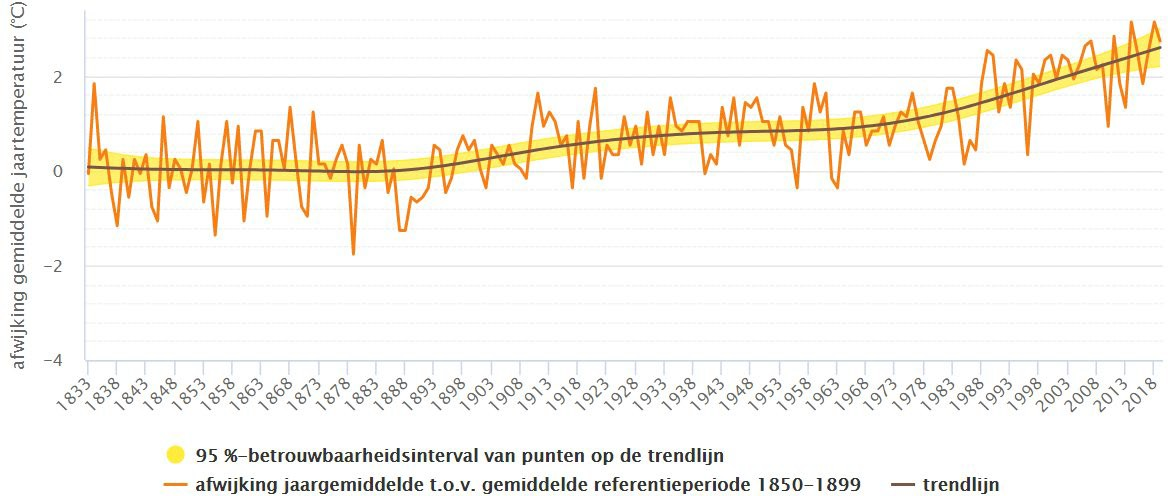 afwijking gemiddelde jaartemperatuur (°C)
2
0
−2
−4
1833 1838 1843 1848 1853 1858 1863 1868 1873 1878 1883 1888 1893 1898 1903 1908 1913 1918 1923 1928 1933 1938 1943 1948 1953 1958 1963 1968 1973 1978 1983 1988 1993 1998 2003 2008 2013 2018
95 %-betrouwbaarheidsinterval van punten op de trendlijn
afwijking jaargemiddelde t.o.v. gemiddelde referentieperiode 1850-1899 trendlijn